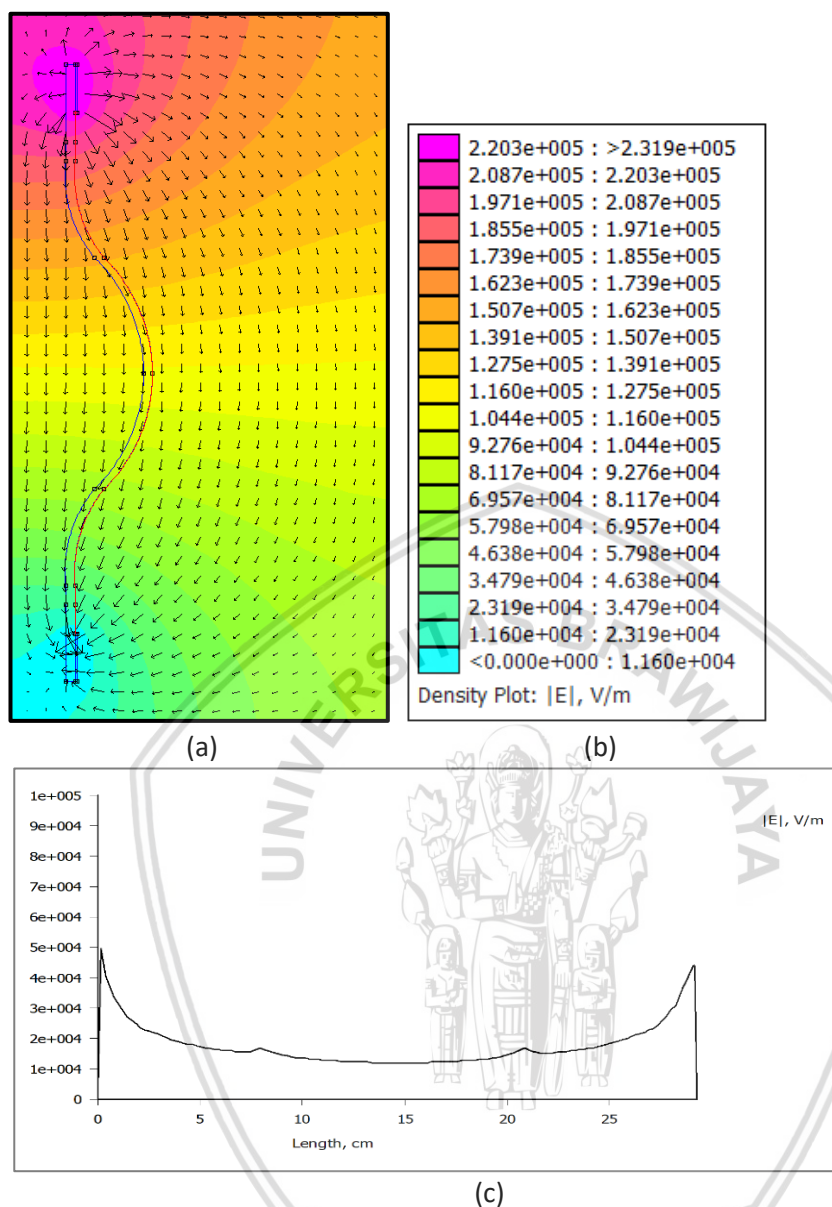 2.203e+005 : >2.319e+005
2.087e+005 : 2.203e+005
1.971e+005 : 2.087e+005
1.855e+005 : 1.971e+005
1.739e+005 : 1.855e+005
1.623e+005 : 1.739e+005
1.507e+005 : 1.623e+005
1.391e+005 : 1.507e+005
1.275e+005 : 1.391e+005
1.160e+005 : 1.275e+005
1.044e+005 : 1.160e+005
9.276e+004 : 1.044e+005
8.117e+004 : 9.276e+004
6.957e+004 : 8.117e+004
5.798e+004 : 6.957e+004
4.638e+004 : 5.798e+004
3.479e+004 : 4.638e+004
2.319e+004 : 3.479e+004
1.160e+004 : 2.319e+004
<0.000e+000 : 1.160e+004
Density Plot: |E|, V/m
(a)
(b)
UNIVERSITAS BRAWIJAYA
1e+005
9e+004
8e+004
7e+004
6e+004
5e+004
4e+004
3e+004
2e+004
1e+004
0
0 5 10 15 20 25
Length, cm
|E|, V/m
(c)